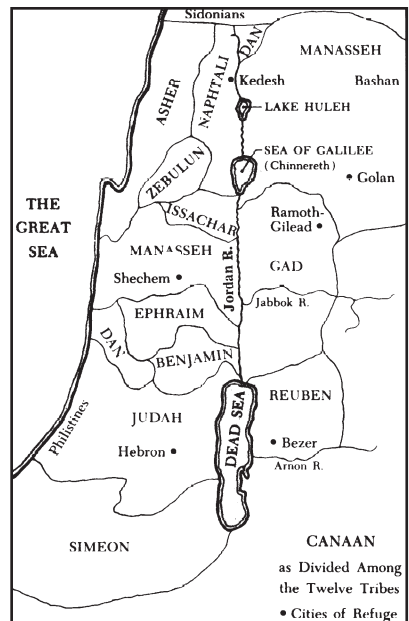 Sidonians
DAN
MANASSEH
NAPHTALI
Kedesh
Bashan
ASHER
LAKE HULEH
SEA OF GALILEE
(Chinnereth)
ZEBULUN
Golan
THE
GREAT
SEA
ISSACHAR
Ramoth-
Gilead
MANASSEH
GAD
Shechem
Jordan R.
Jabbok R.
EPHRAIM
DAN
BENJAMIN
REUBEN
JUDAH
DEAD SEA
Philistines
Hebron
Bezer
Arnon R.
SIMEON
CANAAN
as Divided Among
the Twelve Tribes
• Cities of Refuge